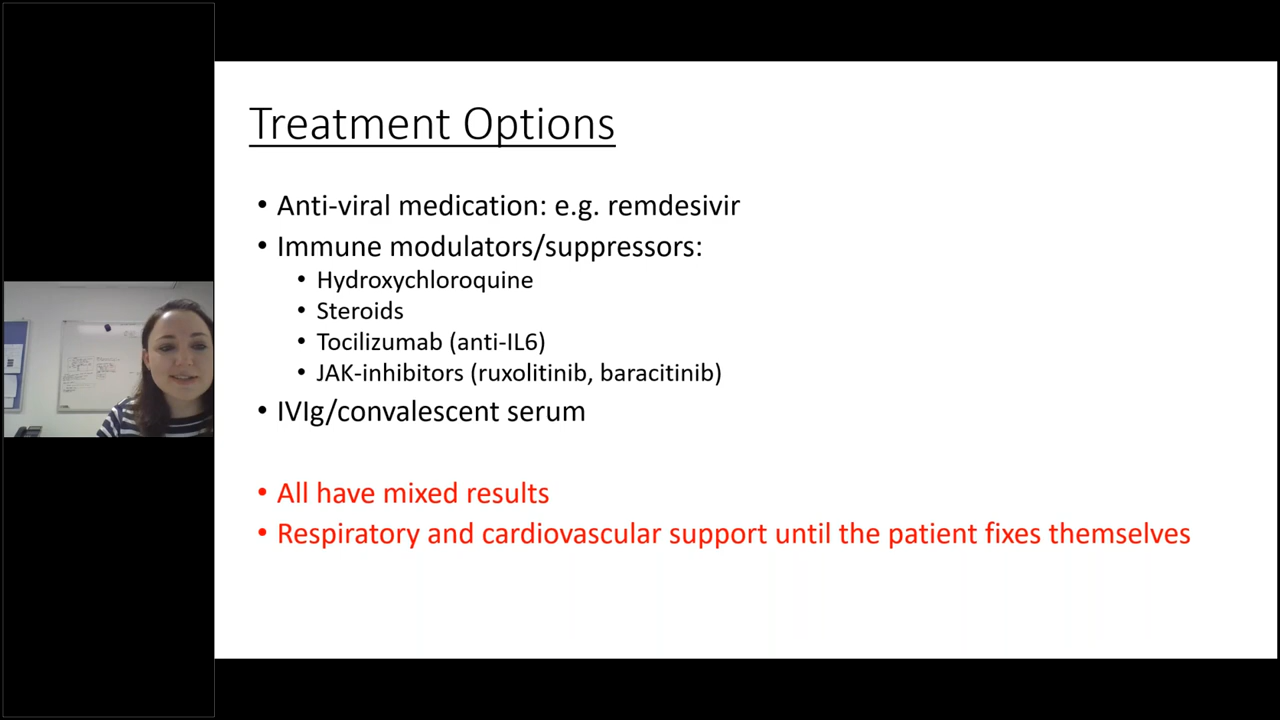 Treatment Options
• Anti-viral medication: e.g. remdesivir
• Immune modulators/suppressors:
• Hydroxychloroquine
• Steroids
• Tocilizumab (anti-IL6)
• JAK-inhibitors (ruxolitinib, baracitinib)
• IVIg/convalescent serum
• All have mixed results
• Respiratory and cardiovascular support until the patient fixes themselves